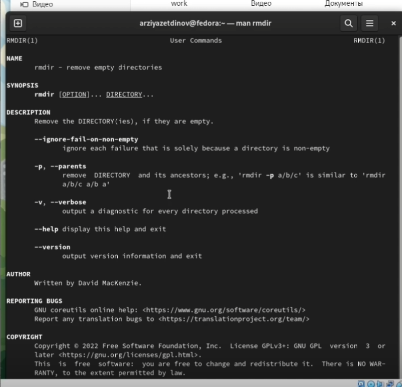 Видео work Видео Документы
arziyazetdinov@fedora:~ — man rmdir
RMDIR(1) User Commands RMDIR(1)
NAME
rmdir - remove empty directories
SYNOPSIS
rmdir [OPTION]... DIRECTORY...
DESCRIPTION
Remove the DIRECTORY(ies), if they are empty.
--ignore-fail-on-non-empty
ignore each failure that is solely because a directory is non-empty
-p, --parents
remove DIRECTORY and its ancestors; e.g., 'rmdir -p a/b/c' is similar to 'rmdir
a/b/c a/b a'
-v, --verbose
output a diagnostic for every directory processed
--help display this help and exit
--version
output version information and exit
AUTHOR
Written by David MacKenzie.
REPORTING BUGS
GNU coreutils online help: <https://www.gnu.org/software/coreutils/>
Report any translation bugs to <https://translationproject.org/team/>
COPYRIGHT
Copyright © 2022 Free Software Foundation, Inc. License GPLv3+: GNU GPL version 3 or
later <https://gnu.org/licenses/gpl.html>.
This is free software: you are free to change and redistribute it. There is NO WAR-
RANTY, to the extent permitted by law.